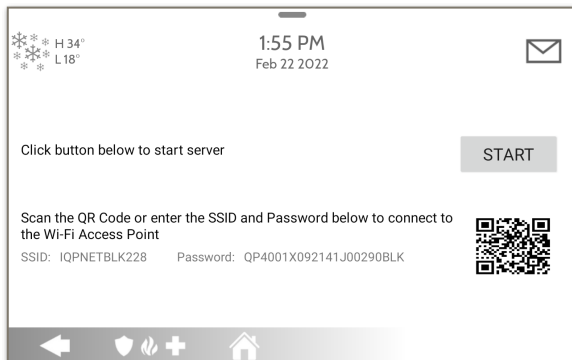 H 34°
L 18°
1:55 PM
Feb 22 2022
Click button below to start server
START
Scan the QR Code or enter the SSID and Password below to connect to
the Wi-Fi Access Point
SSID: IQPNETBLK228 Password: QP4001X092141J00290BLK